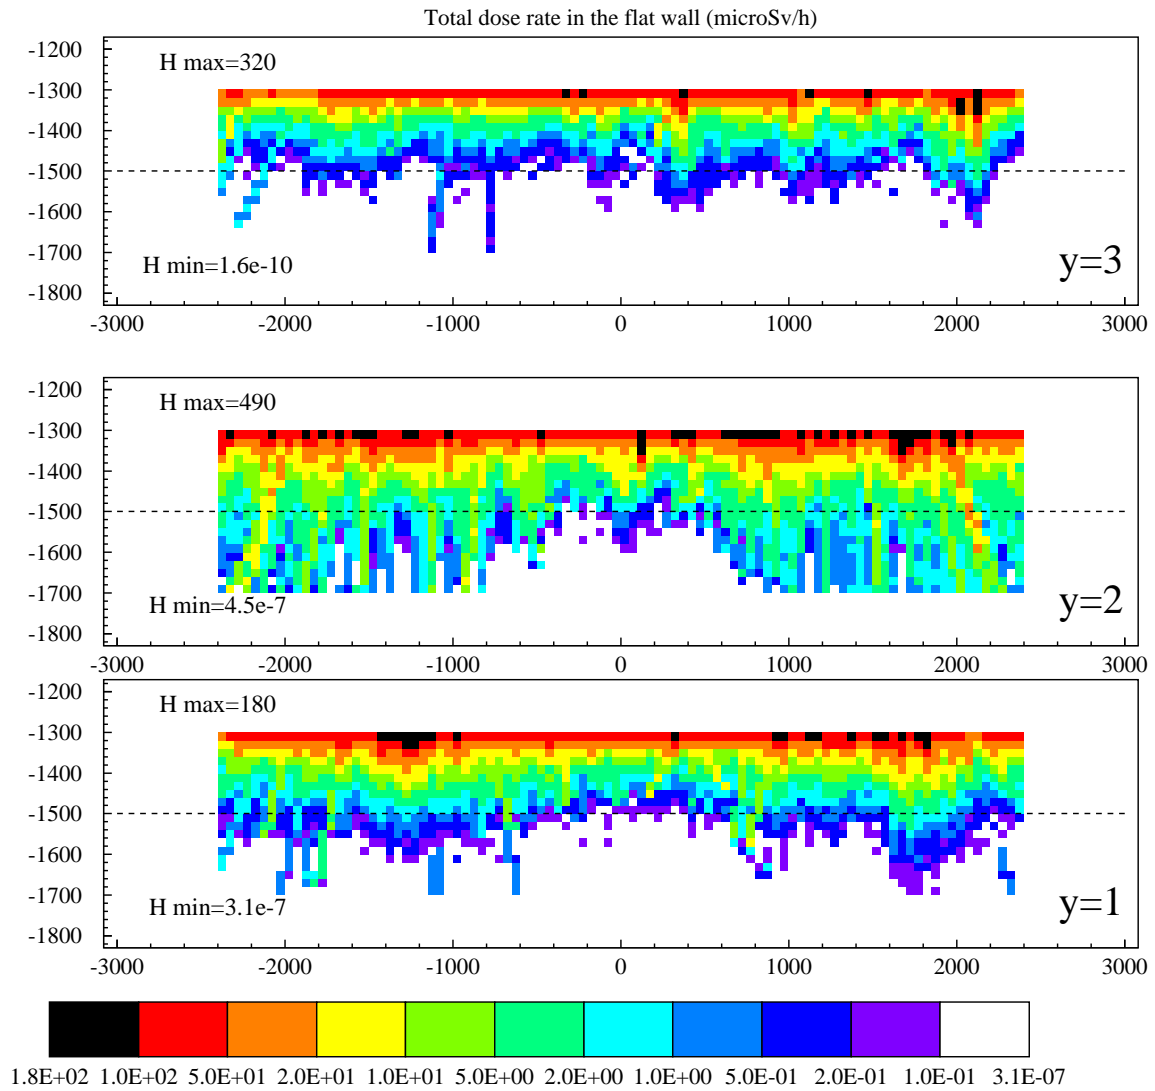 Total dose rate in the flat wall (microSv/h)
-1200
H max=320
-1300
-1400
-1500
-1600
-1700
H min=1.6e-10
y=3
-1800
-3000 -2000 -1000 0 1000 2000 3000
-1200
H max=490
-1300
-1400
-1500
-1600
-1700
H min=4.5e-7
y=2
-1800
-3000 -2000 -1000 0 1000 2000 3000
-1200
H max=180
-1300
-1400
-1500
-1600
-1700
H min=3.1e-7
y=1
-1800
-3000 -2000 -1000 0 1000 2000 3000
1.8E+02 1.0E+02 5.0E+01 2.0E+01 1.0E+01 5.0E+00 2.0E+00 1.0E+00 5.0E-01 2.0E-01 1.0E-01 3.1E-07